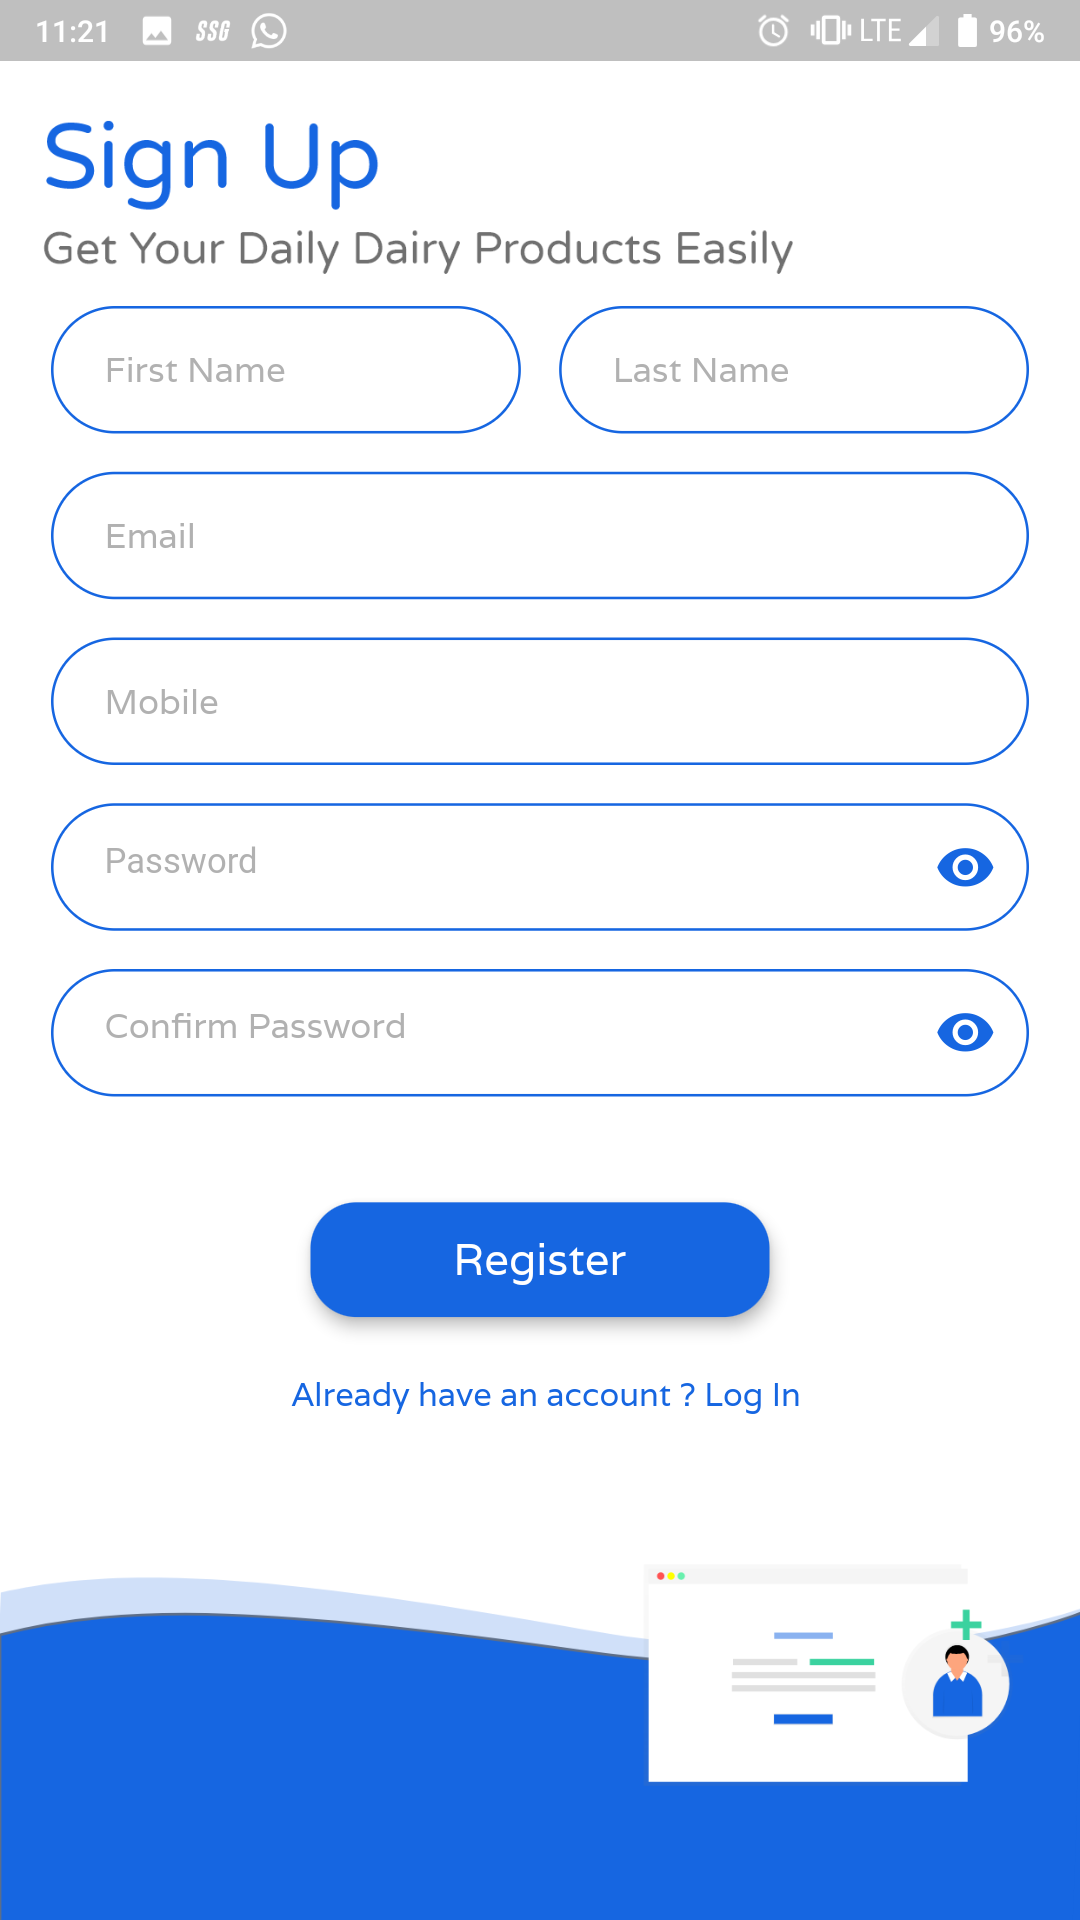 11:21 SSG LTE 96%
Sign Up
Get Your Daily Dairy Products Easily
First Name Last Name
Email
Mobile
Password
Confirm Password
Register
Already have an account ? Log In